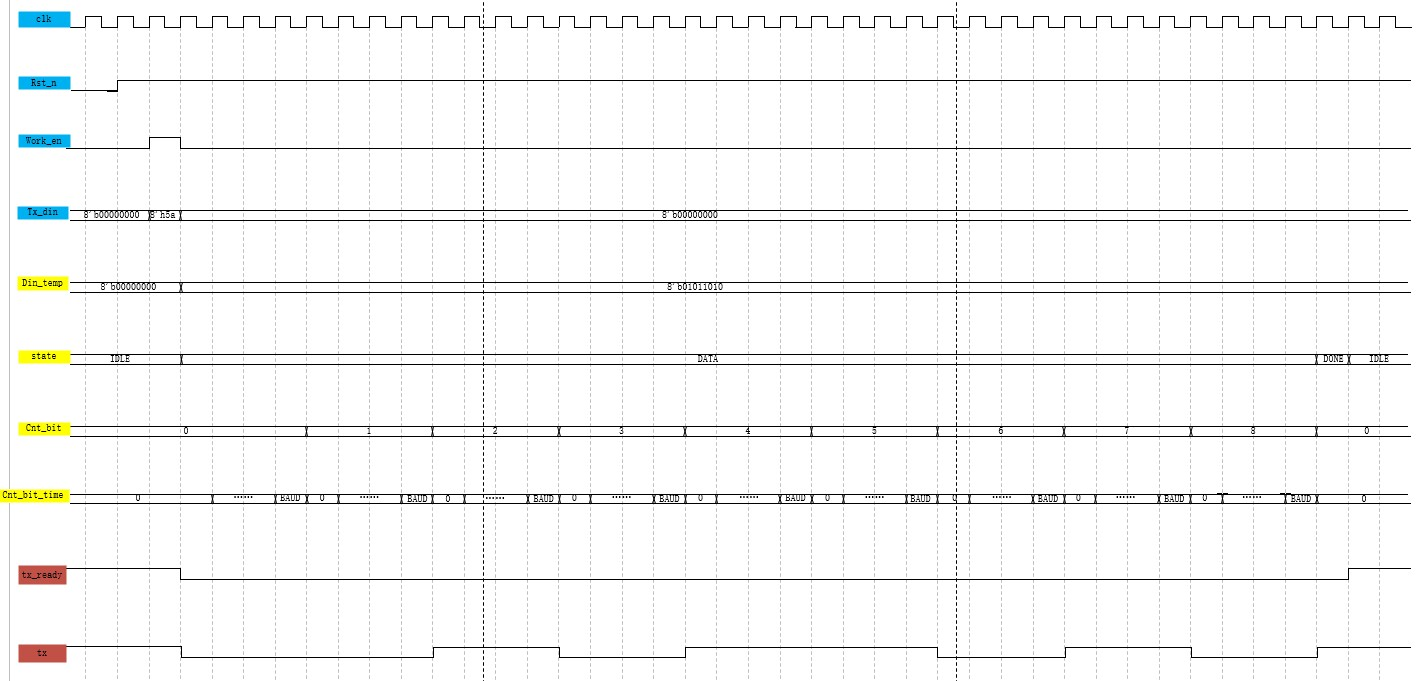 clk
Rst_n
Work_en
Tx_din 8'b00000000 8'h5a 8'b00000000
Din_temp 8'b00000000 8'b01011010
state IDLE DATA DONE IDLE
Cnt_bit 0 1 2 3 4 5 6 7 8 0
Cnt_bit_time 0 ······ BAUD 0 ······ BAUD 0 ······ BAUD 0 ······ BAUD 0 ······ BAUD 0 ······ BAUD 0 ······ BAUD 0 ······ BAUD 0 ······ BAUD 0
tx_ready
tx